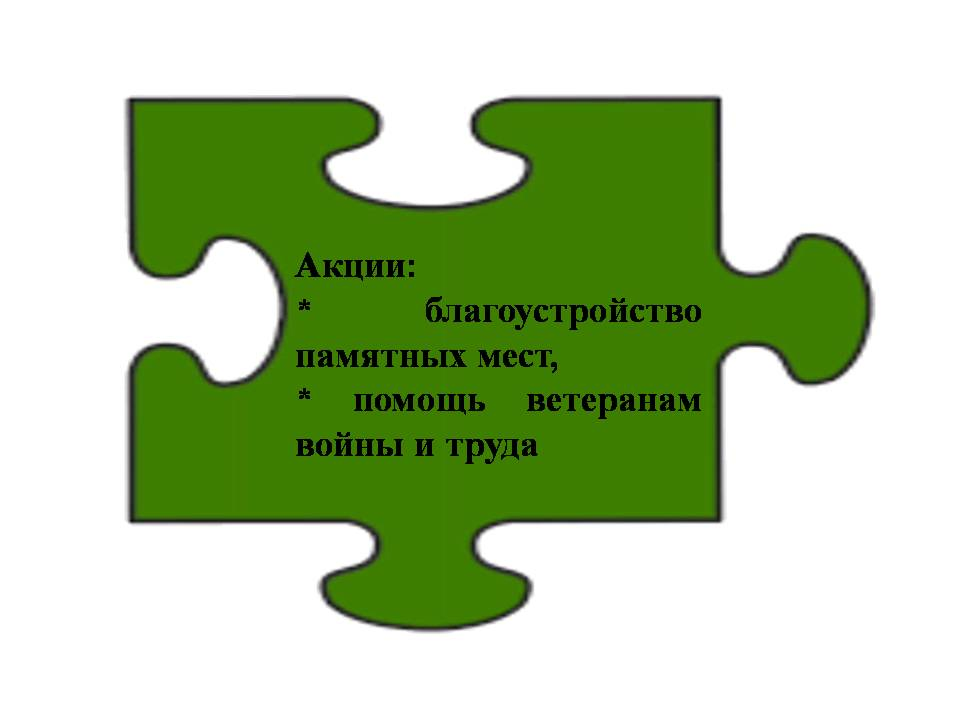 Акции:
* благоустройство
памятных мест,
* помощь ветеранам
войны и труда